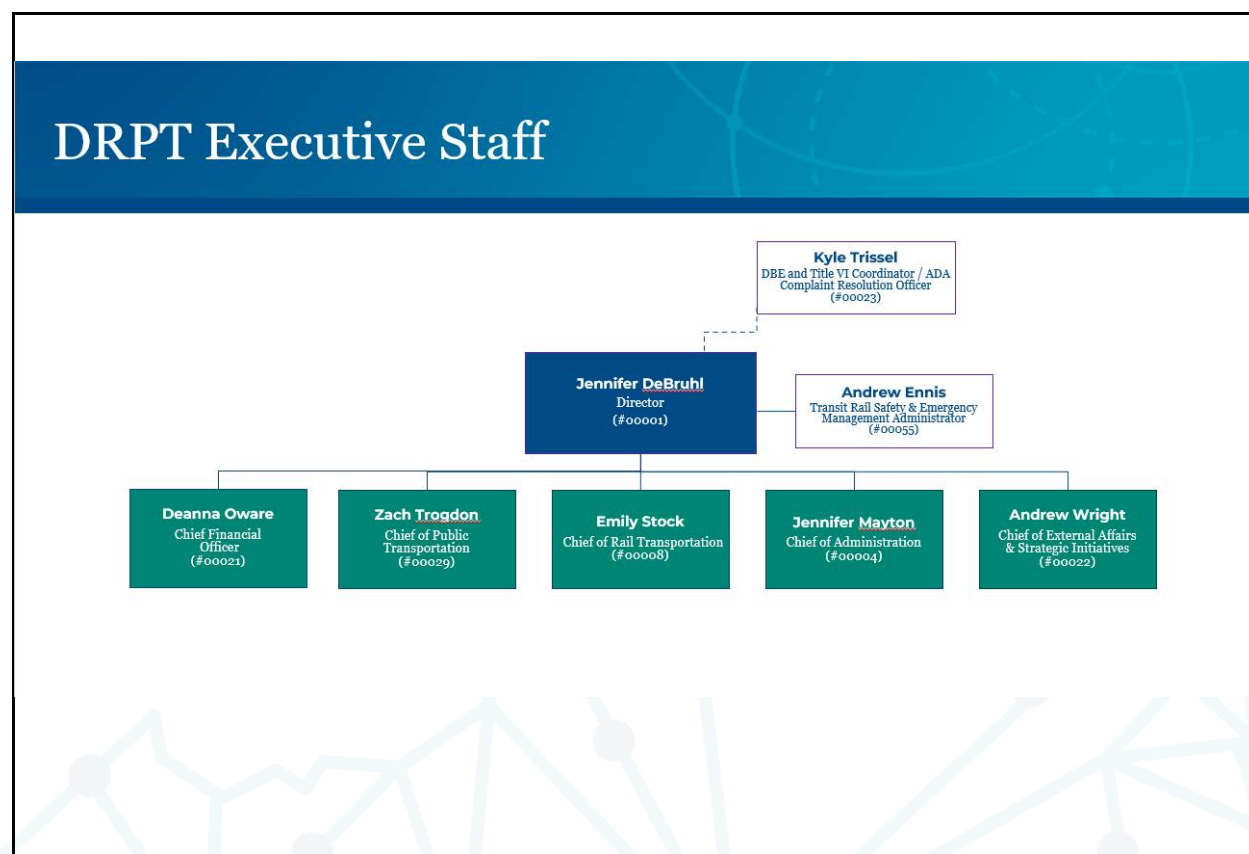 DRPT Executive Staff
Kyle Trissel
DBE and Title VI Coordinator / ADA
Complaint Resolution Officer
(#00023)
Jennifer DeBruhl
Director
(#00001)
Andrew Ennis
Transit Rail Safety & Emergency
Management Administrator
(#00055)
Deanna Oware
Chief Financial
Officer
(#00021)
Zach Trogdon
Chief of Public
Transportation
(#00029)
Emily Stock
Chief of Rail Transportation
(#00008)
Jennifer Mayton
Chief of Administration
(#00004)
Andrew Wright
Chief of External Affairs
& Strategic Initiatives
(#00022)